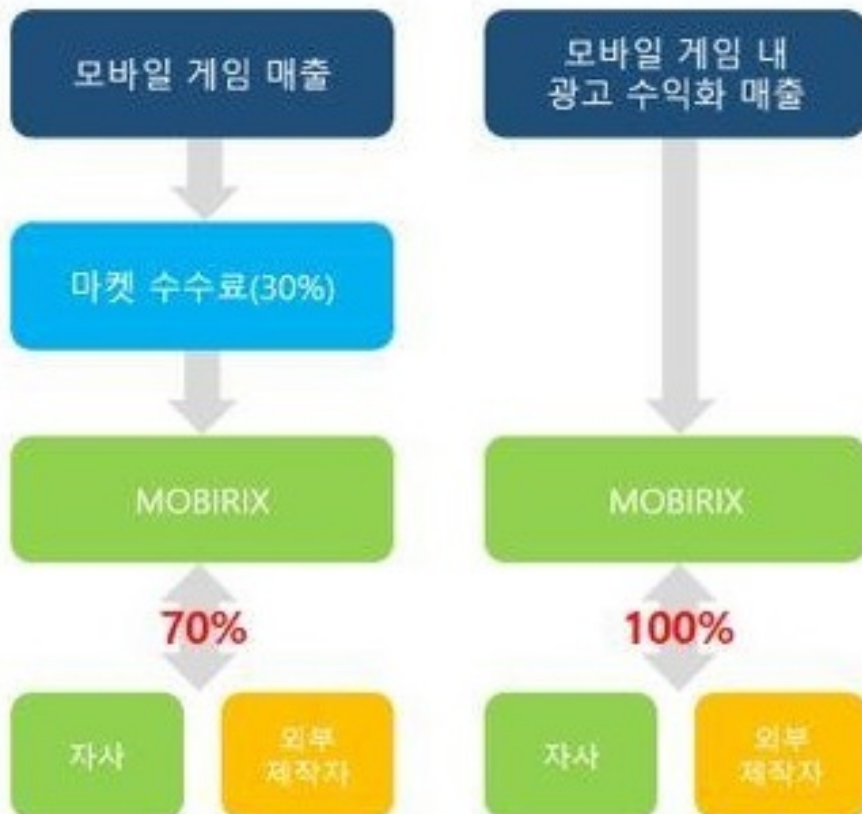 모바일 게임 매출
마켓 수수료(30%)
MOBIRIX
70%
자사
외부
제작자
모바일 게임 내
광고 수익화 매출
MOBIRIX
100%
자사
외부
제작자